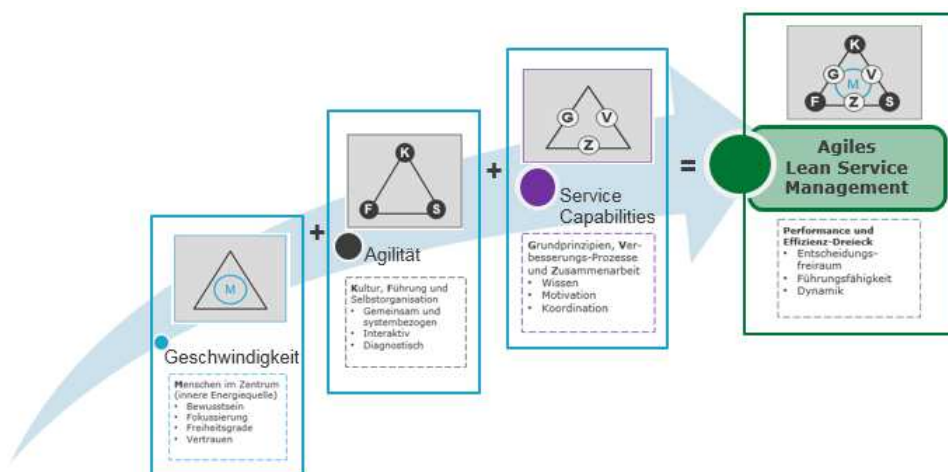 M
Geschwindigkeit
Menschen im Zentrum
(innere Energiequelle)
• Bewusstsein
• Fokussierung
• Freiheitsgrade
• Vertrauen
+
K
F
S
Agilität
Kultur, Führung und
Selbstorganisation
• Gemeinsam und
systembezogen
• Interaktiv
• Diagnostisch
+
G
V
Z
Service
Capabilities
Grundprinzipien, Ver-
besserungs-Prozesse
und Zusammenarbeit
• Wissen
• Motivation
• Koordination
=
K
G
V
M
F
Z
S
Agiles
Lean Service
Management
Performance und
Effizienz-Dreieck
• Entscheidungs-
freiraum
• Führungsfähigkeit
• Dynamik